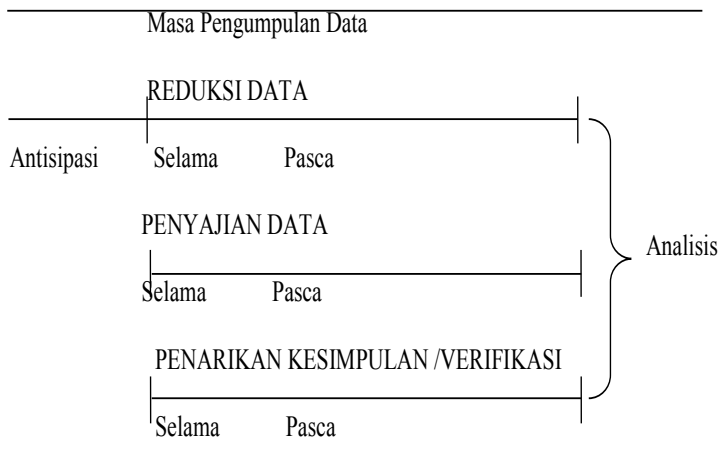 Masa Pengumpulan Data
REDUKSI DATA
Antisipasi Selama Pasca
PENYAJIAN DATA
Analisis
Selama Pasca
PENARIKAN KESIMPULAN /VERIFIKASI
Selama Pasca